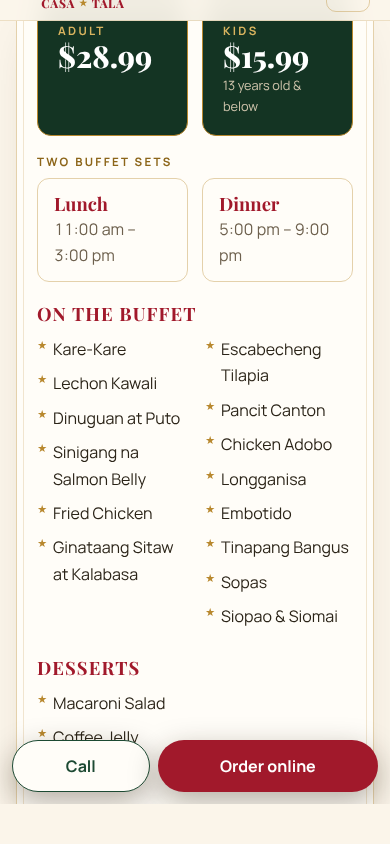 CASA ★ TALA
ADULT
$28.99
KIDS
$15.99
13 years old &
below
TWO BUFFET SETS
Lunch
11:00 am –
3:00 pm
Dinner
5:00 pm – 9:00
pm
ON THE BUFFET
★ Kare-Kare
★ Lechon Kawali
★ Dinuguan at Puto
★ Sinigang na
Salmon Belly
★ Fried Chicken
★ Ginataang Sitaw
at Kalabasa
★ Escabecheng
Tilapia
★ Pancit Canton
★ Chicken Adobo
★ Longganisa
★ Embotido
★ Tinapang Bangus
★ Sopas
★ Siopao & Siomai
DESSERTS
★ Macaroni Salad
★ Coffee Jelly
Call
Order online